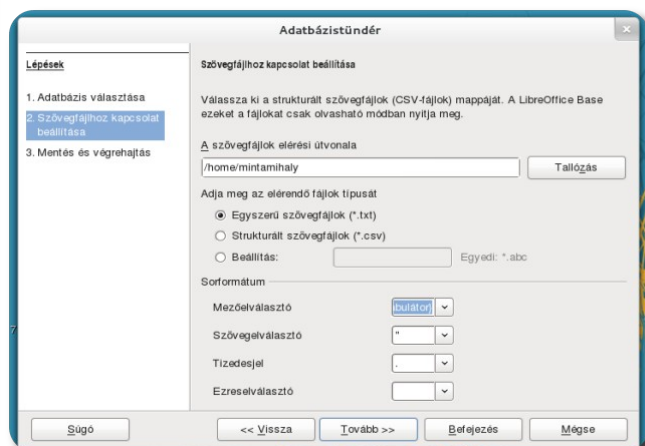 Adatbázistündér
Lépések
1. Adatbázis választása
2. Szövegfájlhoz kapcsolat
beállítása
3. Mentés és végrehajtás
Szövegfájlhoz kapcsolat beállítása
Válassza ki a strukturált szövegfájlok (CSV-fájlok) mappáját. A LibreOffice Base
ezeket a fájlokat csak olvasható módban nyitja meg.
A szövegfájlok elérési útvonala
/home/mintamihaly
Tallózás
Adja meg az elérendő fájlok típusát
Egyszerű szövegfájlok (*.txt)
Strukturált szövegfájlok (*.csv)
Beállítás:
Egyedi: *.abc
Sorformátum
Mezőelválasztó
bulátor}
Szövegelválasztó
"
Tizedesjel
.
Ezreselválasztó
7
Súgó
<< Vissza
Tovább >>
Befejezés
Mégse